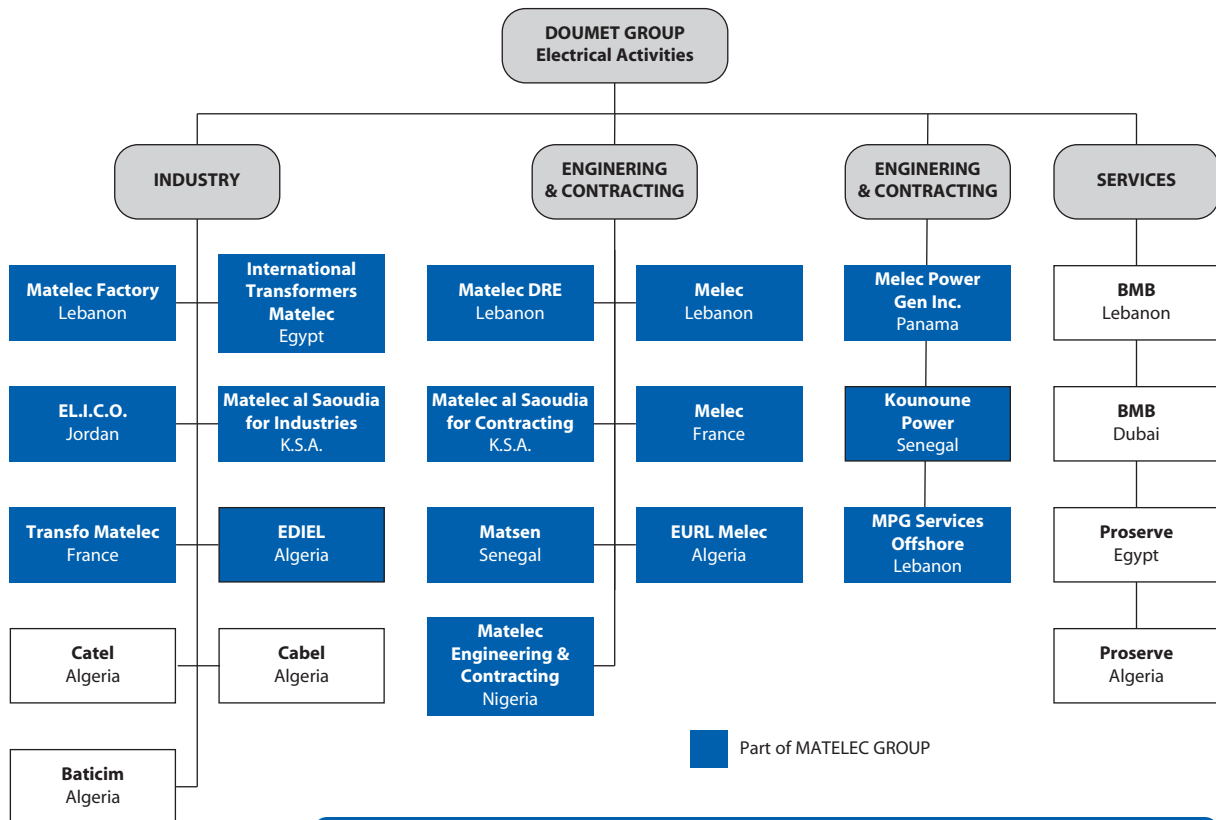 DOUMET GROUP
Electrical Activities
INDUSTRY
ENGINERING
& CONTRACTING
ENGINERING
& CONTRACTING
SERVICES
Matelec Factory
Lebanon
International
Transformers
Matelec
Egypt
Matelec DRE
Lebanon
Melec
Lebanon
Melec Power
Gen Inc.
Panama
BMB
Lebanon
EL.I.C.O.
Jordan
Matelec al Saoudia
for Industries
K.S.A.
Matelec al Saoudia
for Contracting
K.S.A.
Melec
France
Kounoune
Power
Senegal
BMB
Dubai
Transfo Matelec
France
EDIEL
Algeria
Matsen
Senegal
EURL Melec
Algeria
MPG Services
Offshore
Lebanon
Proserve
Egypt
Catel
Algeria
Cabel
Algeria
Matelec
Engineering &
Contracting
Nigeria
Proserve
Algeria
Part of MATELEC GROUP
Baticim
Algeria